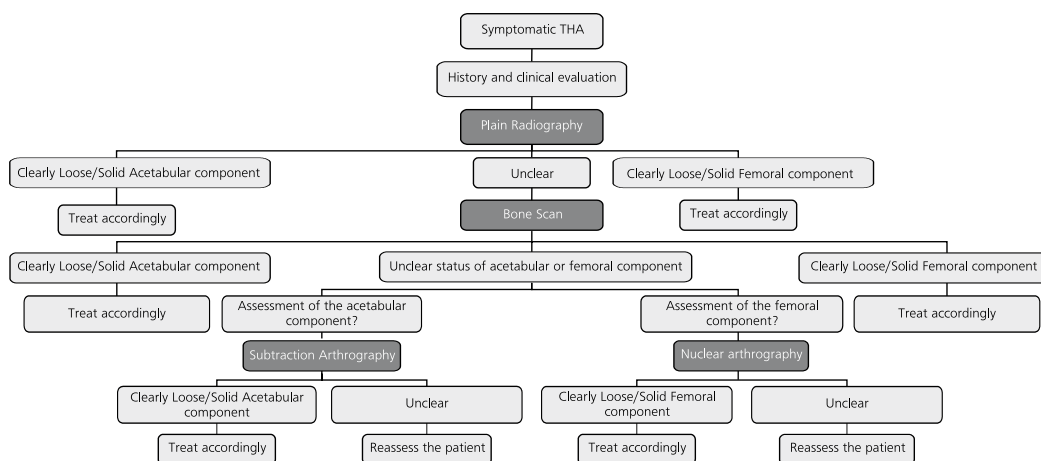 Symptomatic THA
History and clinical evaluation
Plain Radiography
Clearly Loose/Solid Acetabular component
Unclear
Clearly Loose/Solid Femoral component
Treat accordingly
Bone Scan
Treat accordingly
Clearly Loose/Solid Acetabular component
Unclear status of acetabular or femoral component
Clearly Loose/Solid Femoral component
Treat accordingly
Assessment of the acetabular
component?
Assessment of the femoral
component?
Treat accordingly
Subtraction Arthrography
Nuclear arthrography
Clearly Loose/Solid Acetabular
component
Unclear
Clearly Loose/Solid Femoral
component
Unclear
Treat accordingly
Reassess the patient
Treat accordingly
Reassess the patient